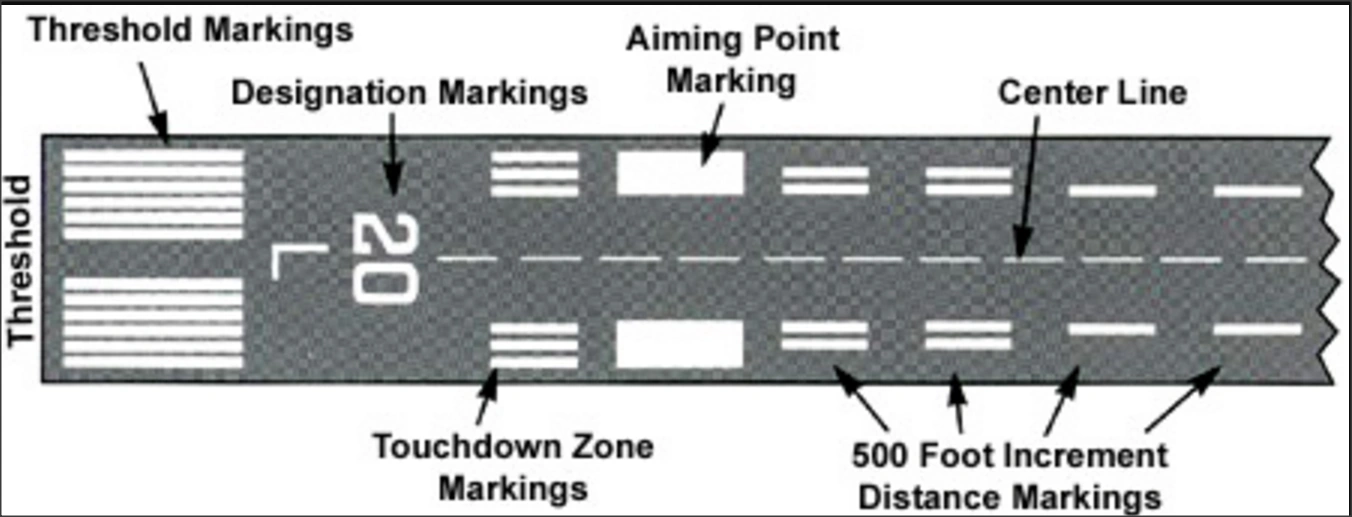 Threshold Markings
Designation Markings
Aiming Point
Marking
Center Line
Threshold
20
L
Touchdown Zone
Markings
500 Foot Increment
Distance Markings